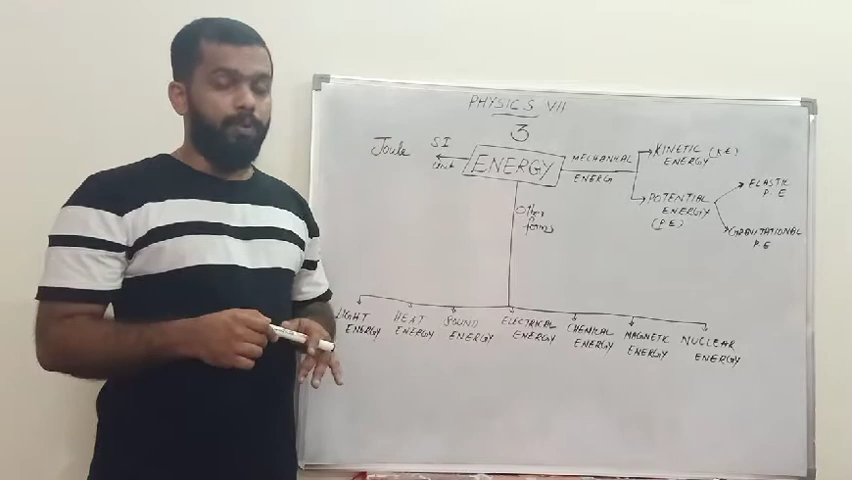 PHYSICS VII
3
Joule
SI
Unit
ENERGY
MECHANICAL
ENERGY
KINETIC (K.E)
ENERGY
POTENTIAL
ENERGY
(P.E)
ELASTIC
P.E
GRAVITATIONAL
P.E
Other
forms
LIGHT
ENERGY
HEAT
ENERGY
SOUND
ENERGY
ELECTRICAL
ENERGY
CHEMICAL
ENERGY
MAGNETIC
ENERGY
NUCLEAR
ENERGY